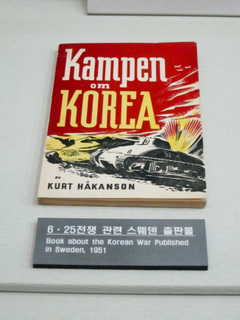 Kampen
om
KOREA
AV
KURT HÅKANSON
6·25전쟁 관련 스웨덴 출판물
Book about the Korean War Published
in Sweden, 1951